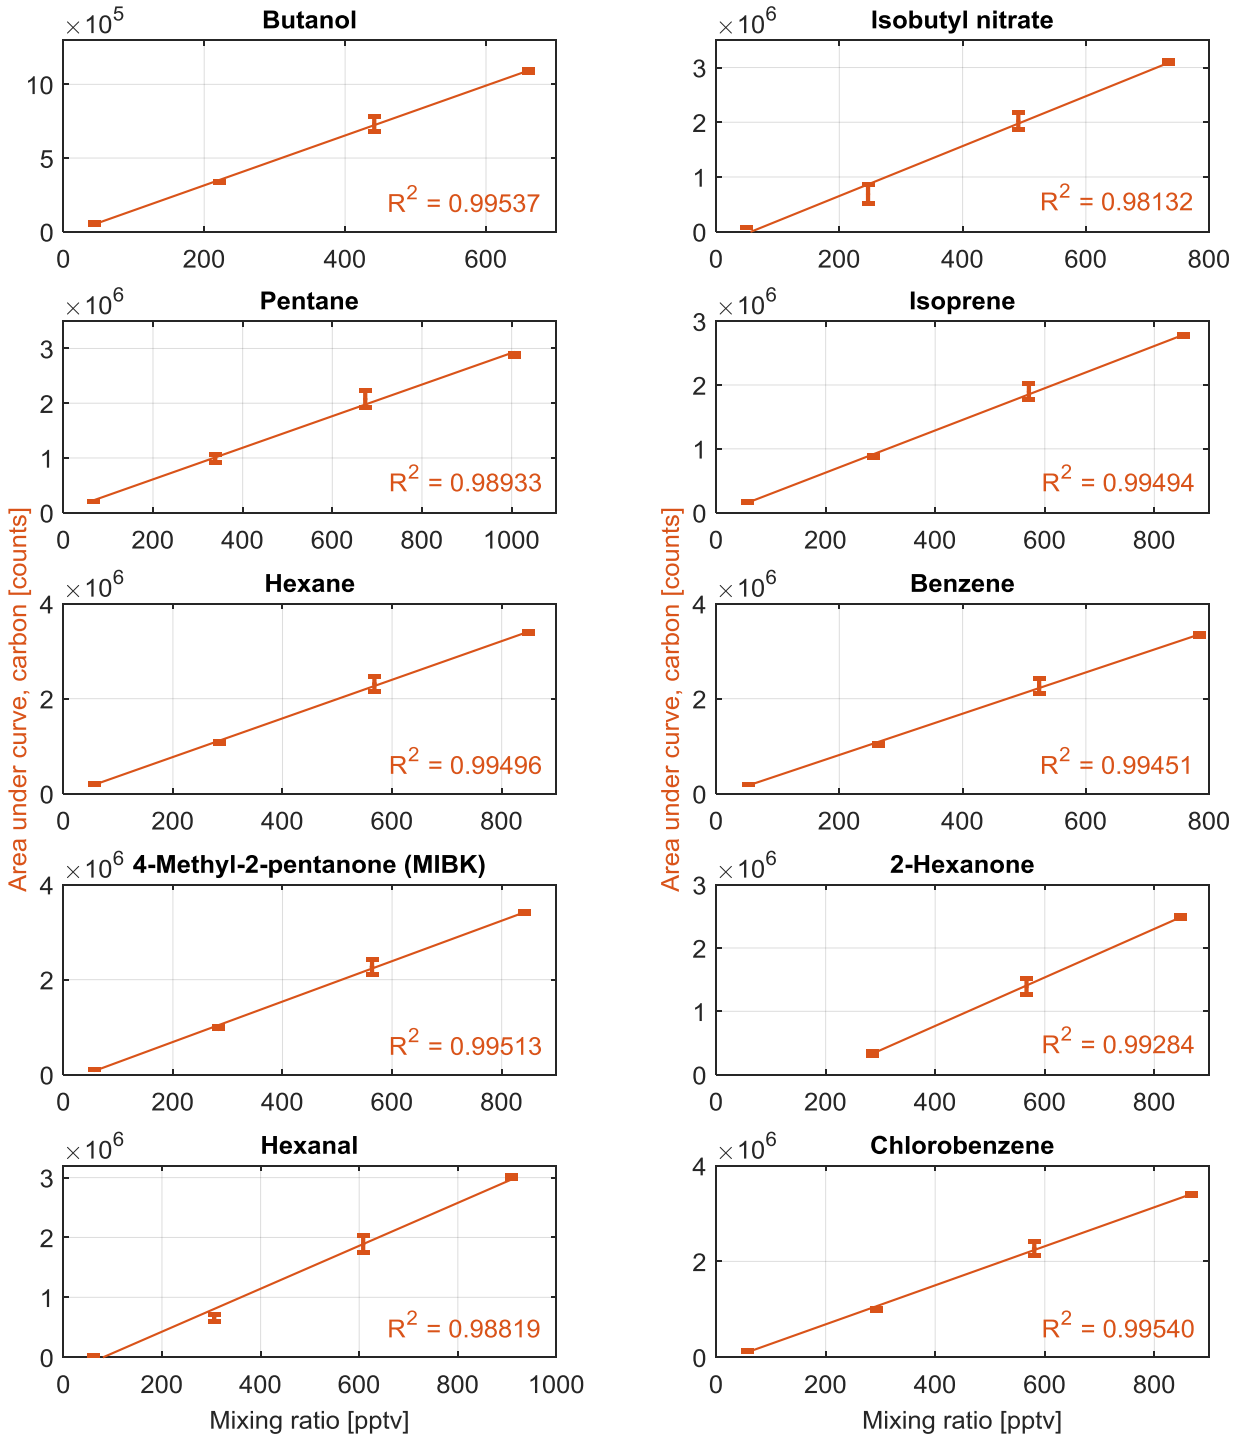 Butanol
×10^5
10
5
0
0 200 400 600
R^2 = 0.99537
Isobutyl nitrate
×10^6
3
2
1
0
0 200 400 600 800
R^2 = 0.98132
Pentane
×10^6
3
2
1
0
0 200 400 600 800 1000
R^2 = 0.98933
Isoprene
×10^6
3
2
1
0
0 200 400 600 800
R^2 = 0.99494
Area under curve, carbon [counts]
Hexane
×10^6
4
2
0
0 200 400 600 800
R^2 = 0.99496
Area under curve, carbon [counts]
Benzene
×10^6
4
2
0
0 200 400 600 800
R^2 = 0.99451
4-Methyl-2-pentanone (MIBK)
×10^6
4
2
0
0 200 400 600 800
R^2 = 0.99513
2-Hexanone
×10^6
3
2
1
0
0 200 400 600 800
R^2 = 0.99284
Hexanal
×10^6
3
2
1
0
0 200 400 600 800 1000
R^2 = 0.98819
Mixing ratio [pptv]
Chlorobenzene
×10^6
4
2
0
0 200 400 600 800
R^2 = 0.99540
Mixing ratio [pptv]